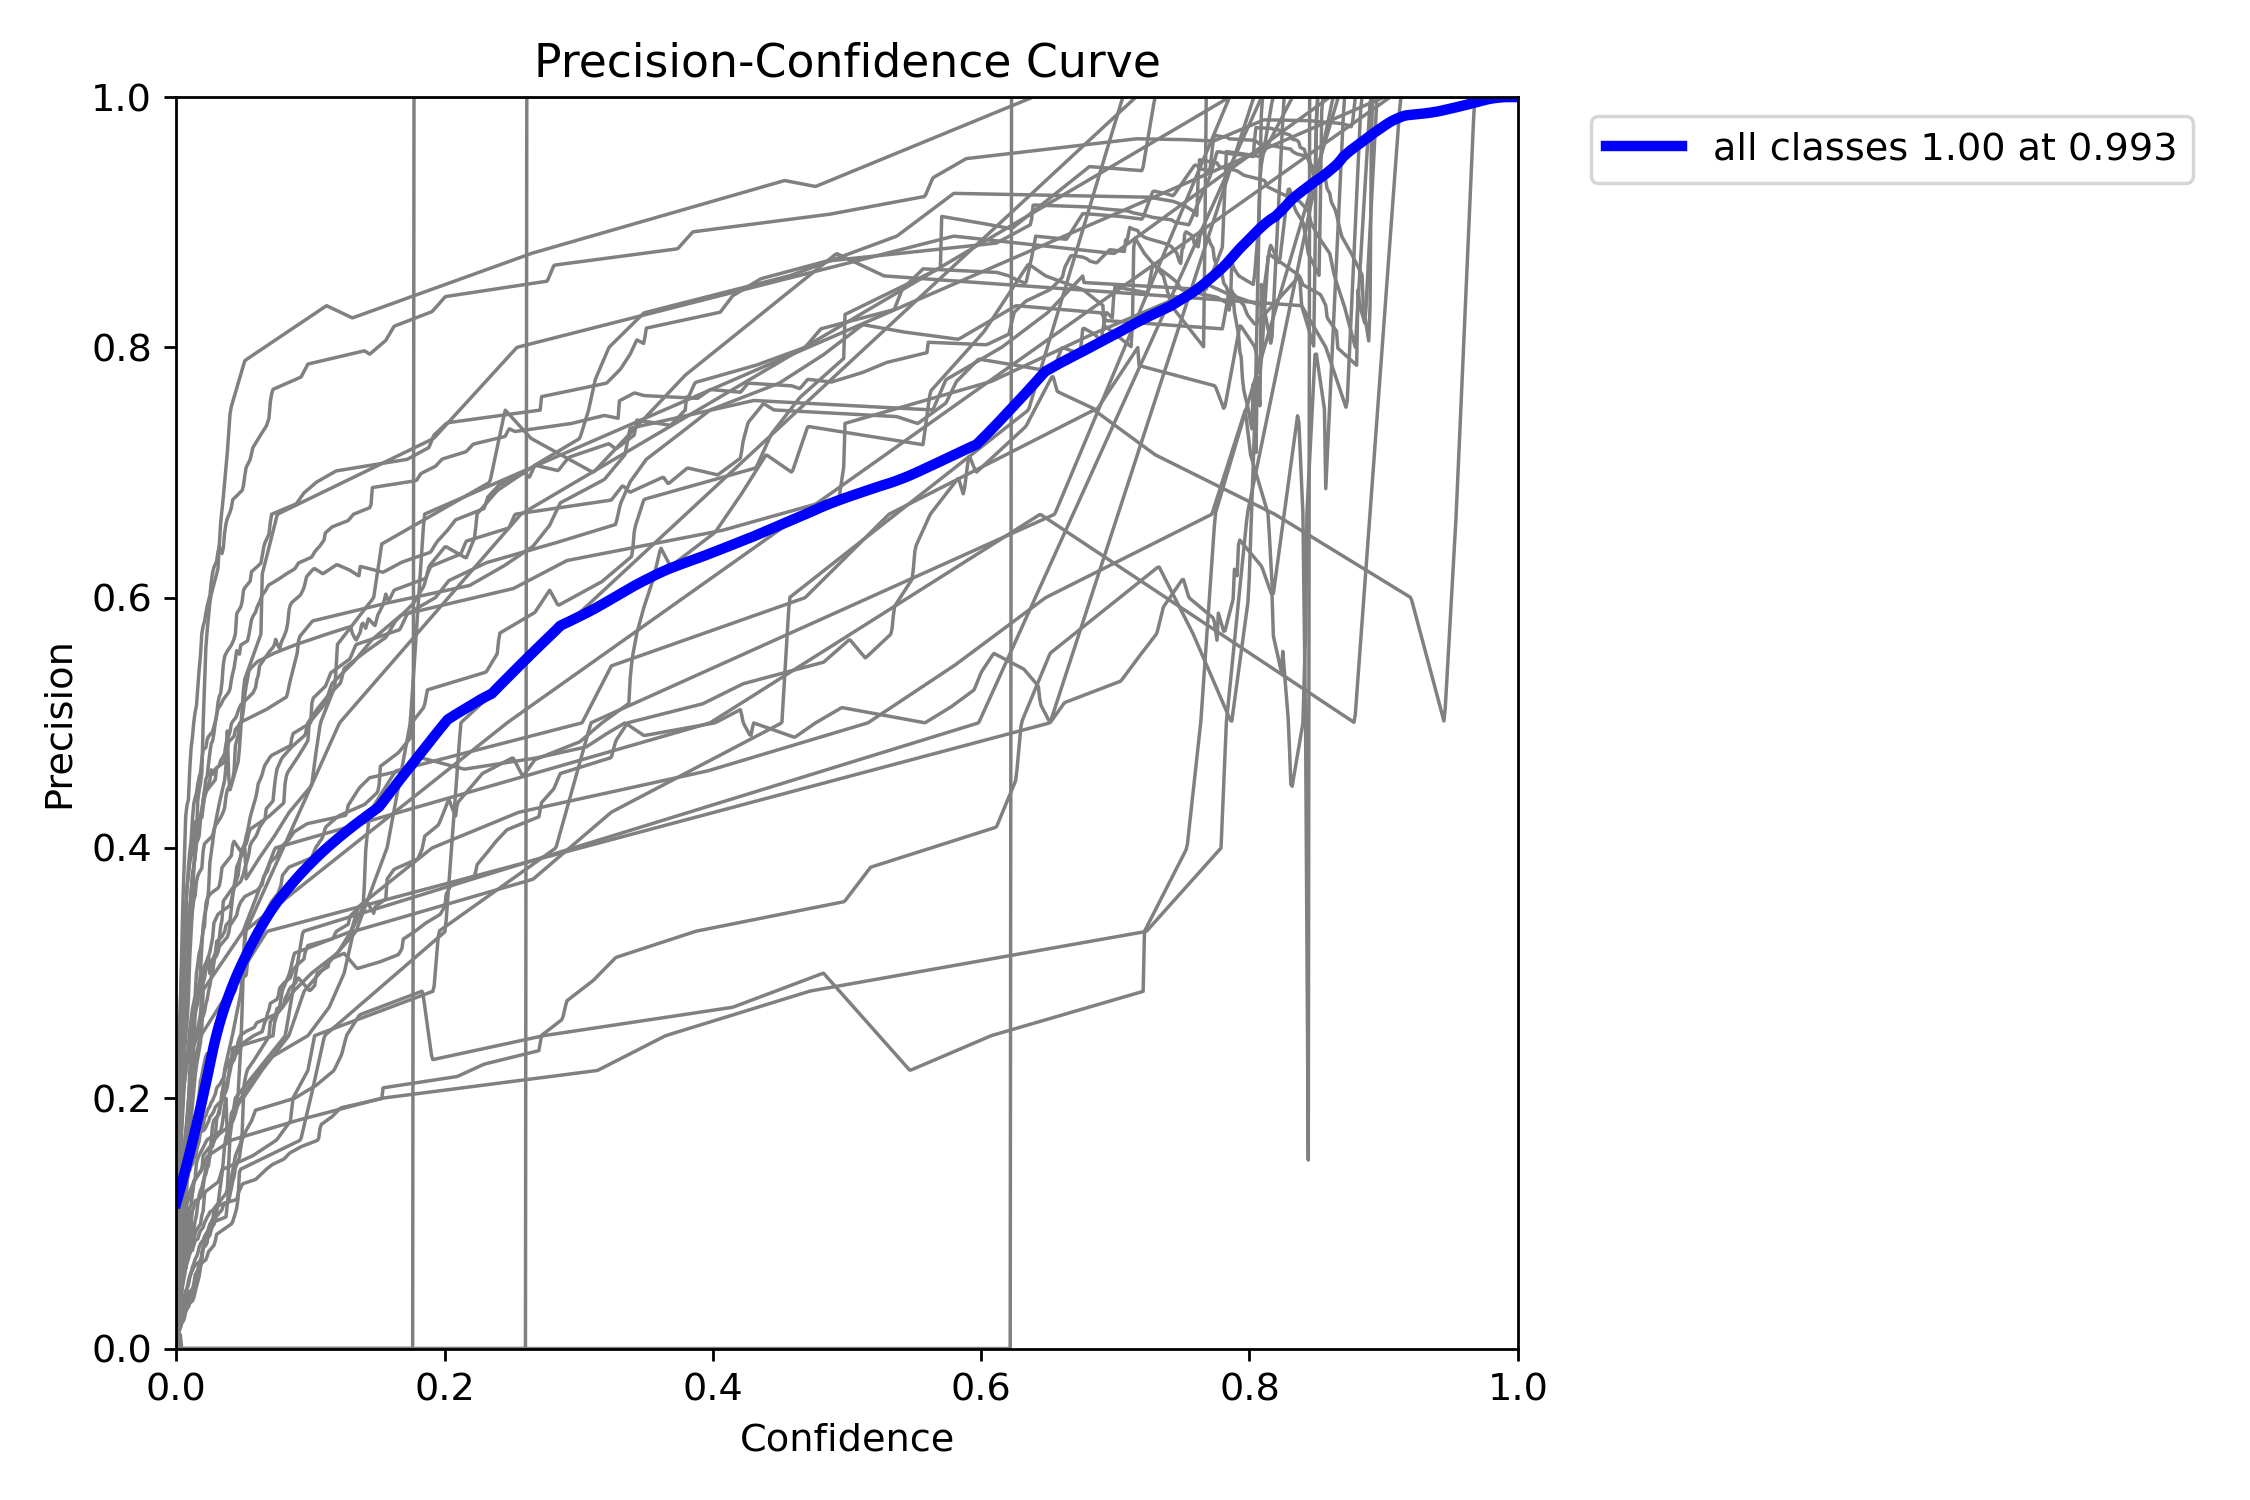 Precision-Confidence Curve
all classes 1.00 at 0.993
Precision
1.0
0.8
0.6
0.4
0.2
0.0
0.0 0.2 0.4 0.6 0.8 1.0
Confidence